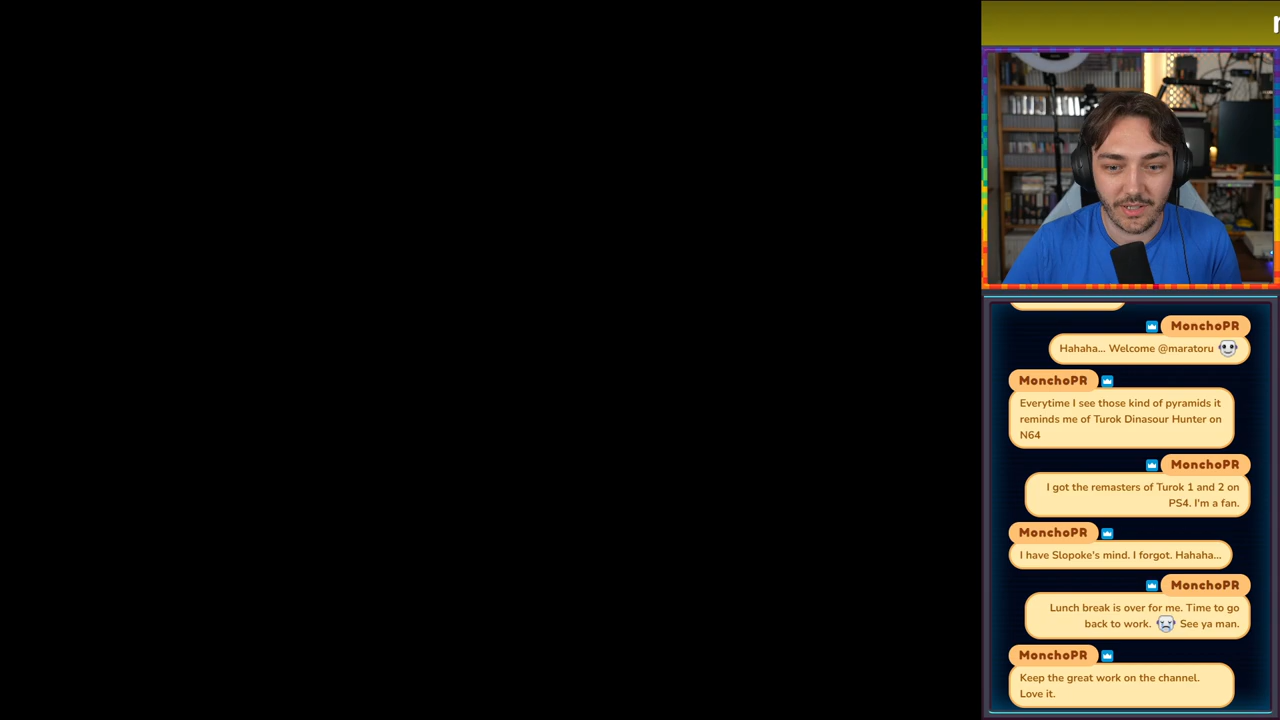 MonchoPR
Hahaha... Welcome @maratoru
MonchoPR
Everytime I see those kind of pyramids it
reminds me of Turok Dinasour Hunter on
N64
MonchoPR
I got the remasters of Turok 1 and 2 on
PS4. I'm a fan.
MonchoPR
I have Slopoke's mind. I forgot. Hahaha...
MonchoPR
Lunch break is over for me. Time to go
back to work. See ya man.
MonchoPR
Keep the great work on the channel.
Love it.